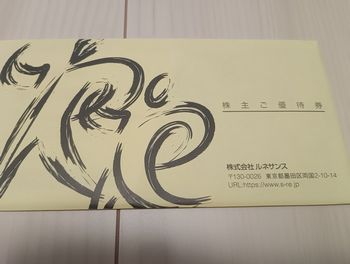 株主ご優待券
株式会社 ルネサンス
〒130-0026 東京都墨田区両国2-10-14
URL:https://www.s-re.jp